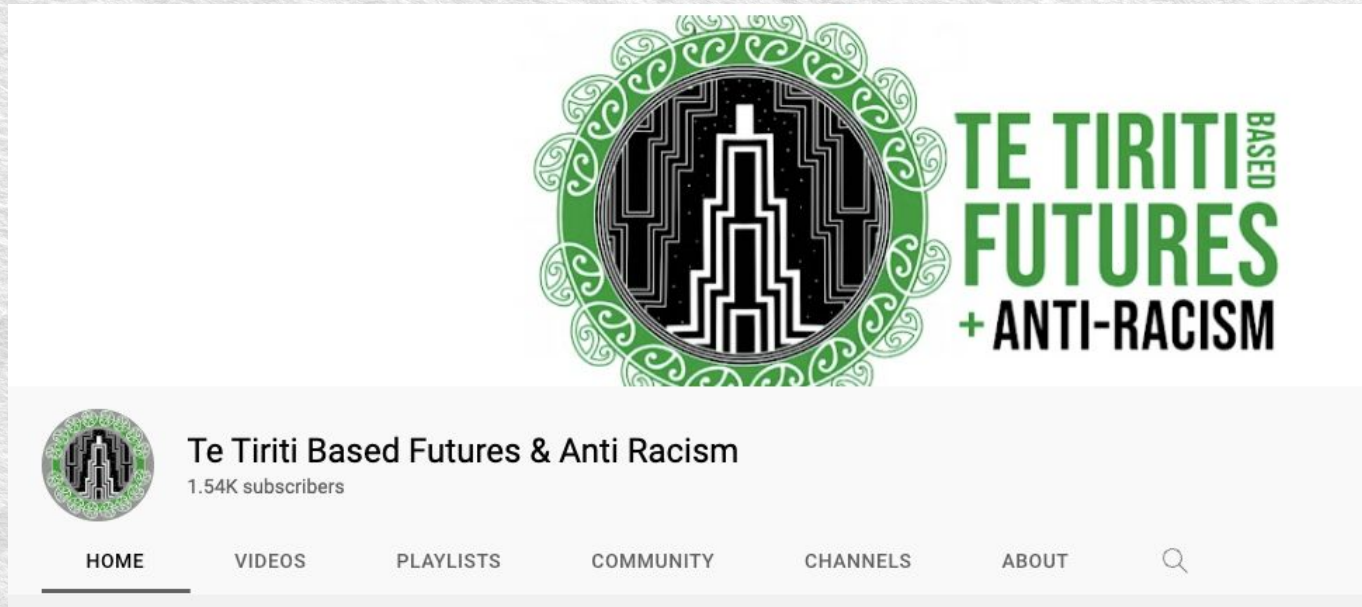 TE TIRITI BASED
FUTURES
+ ANTI-RACISM
Te Tiriti Based Futures & Anti Racism
1.54K subscribers
HOME VIDEOS PLAYLISTS COMMUNITY CHANNELS ABOUT